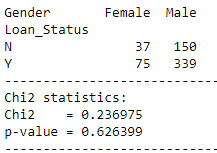 Gender Female Male
Loan_Status
N 37 150
Y 75 339
------------------------------
Chi2 statistics:
Chi2 = 0.236975
p-value = 0.626399
------------------------------